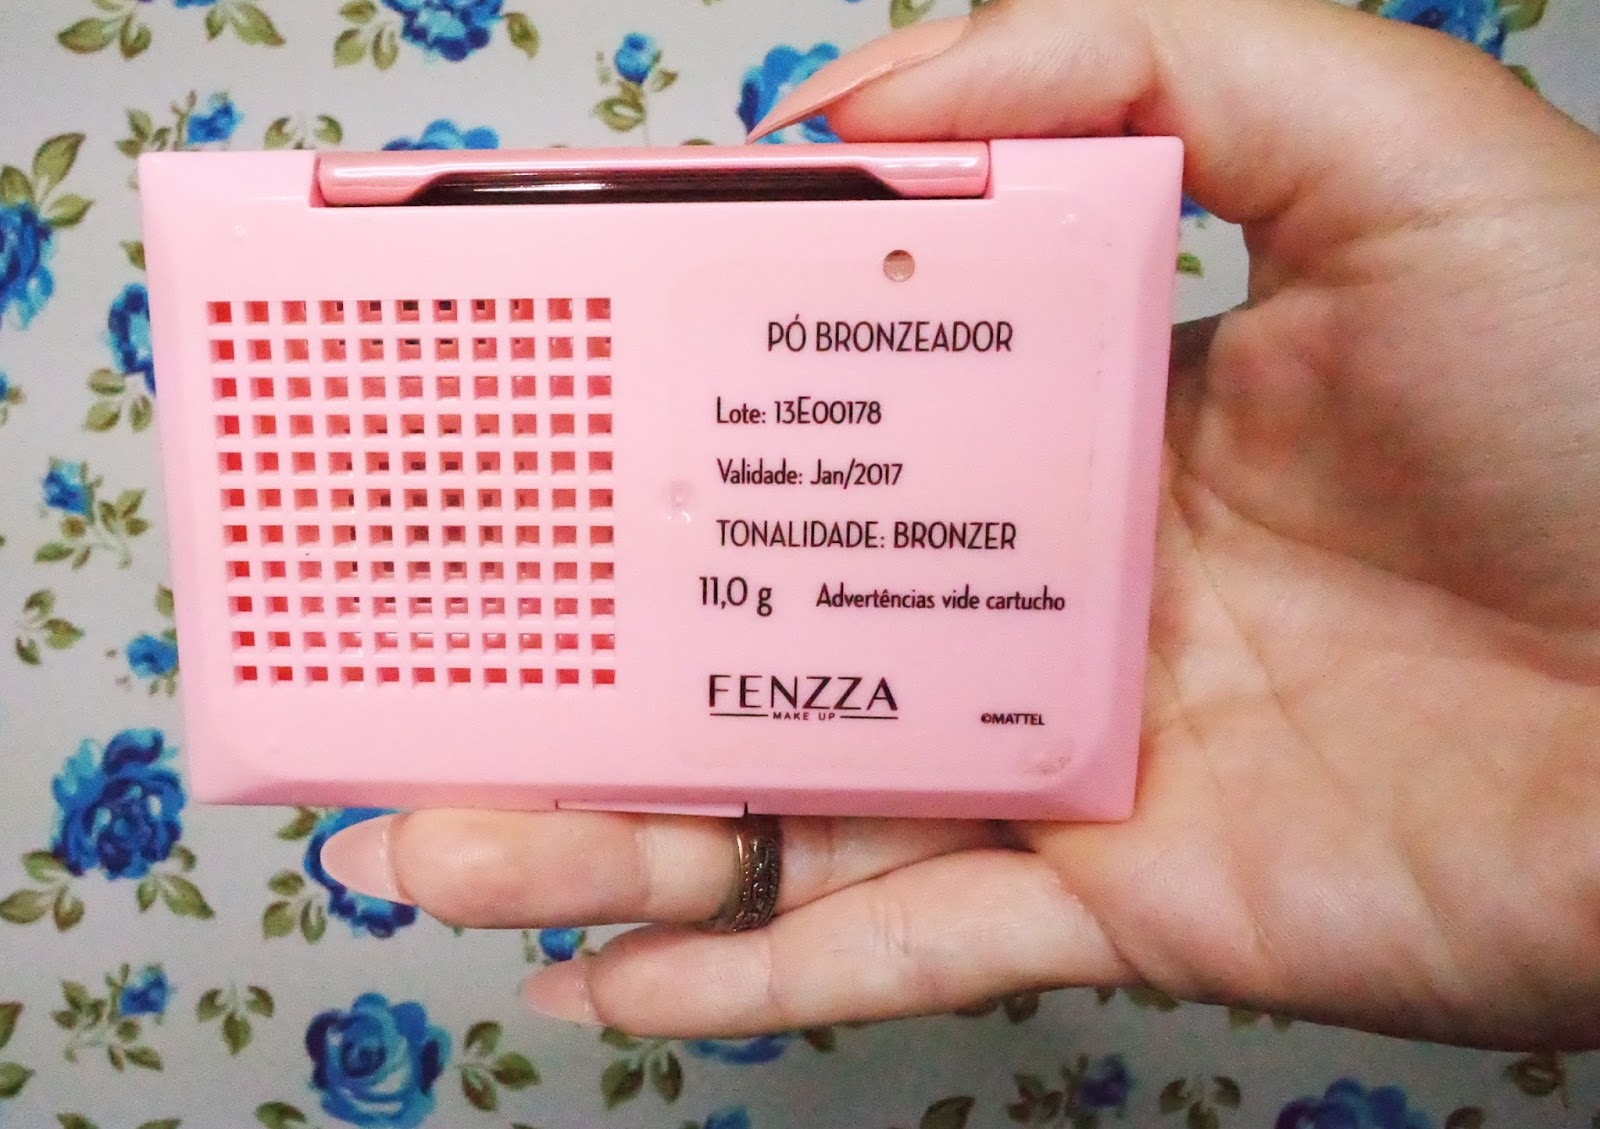 PÓ BRONZEADOR
Lote: 13E00178
Validade: Jan/2017
TONALIDADE: BRONZER
11,0 g Advertências vide cartucho
FENZZA
MAKE UP
©MATTEL